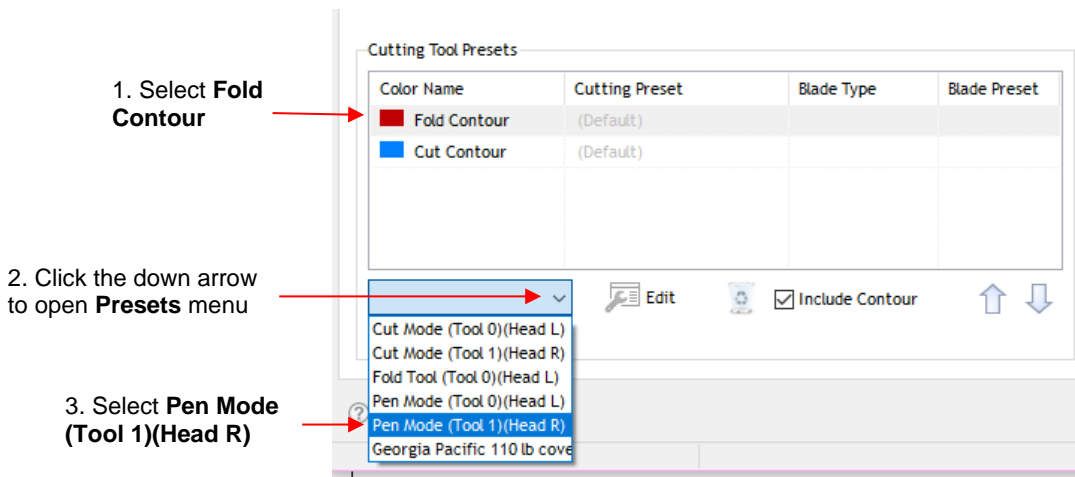 Cutting Tool Presets
1. Select Fold
Contour
Color Name Cutting Preset Blade Type Blade Preset
Fold Contour (Default)
Cut Contour (Default)
2. Click the down arrow
to open Presets menu
Edit Include Contour
Cut Mode (Tool 0)(Head L)
Cut Mode (Tool 1)(Head R)
Fold Tool (Tool 0)(Head L)
Pen Mode (Tool 0)(Head L)
3. Select Pen Mode
(Tool 1)(Head R)
Pen Mode (Tool 1)(Head R)
Georgia Pacific 110 lb cove